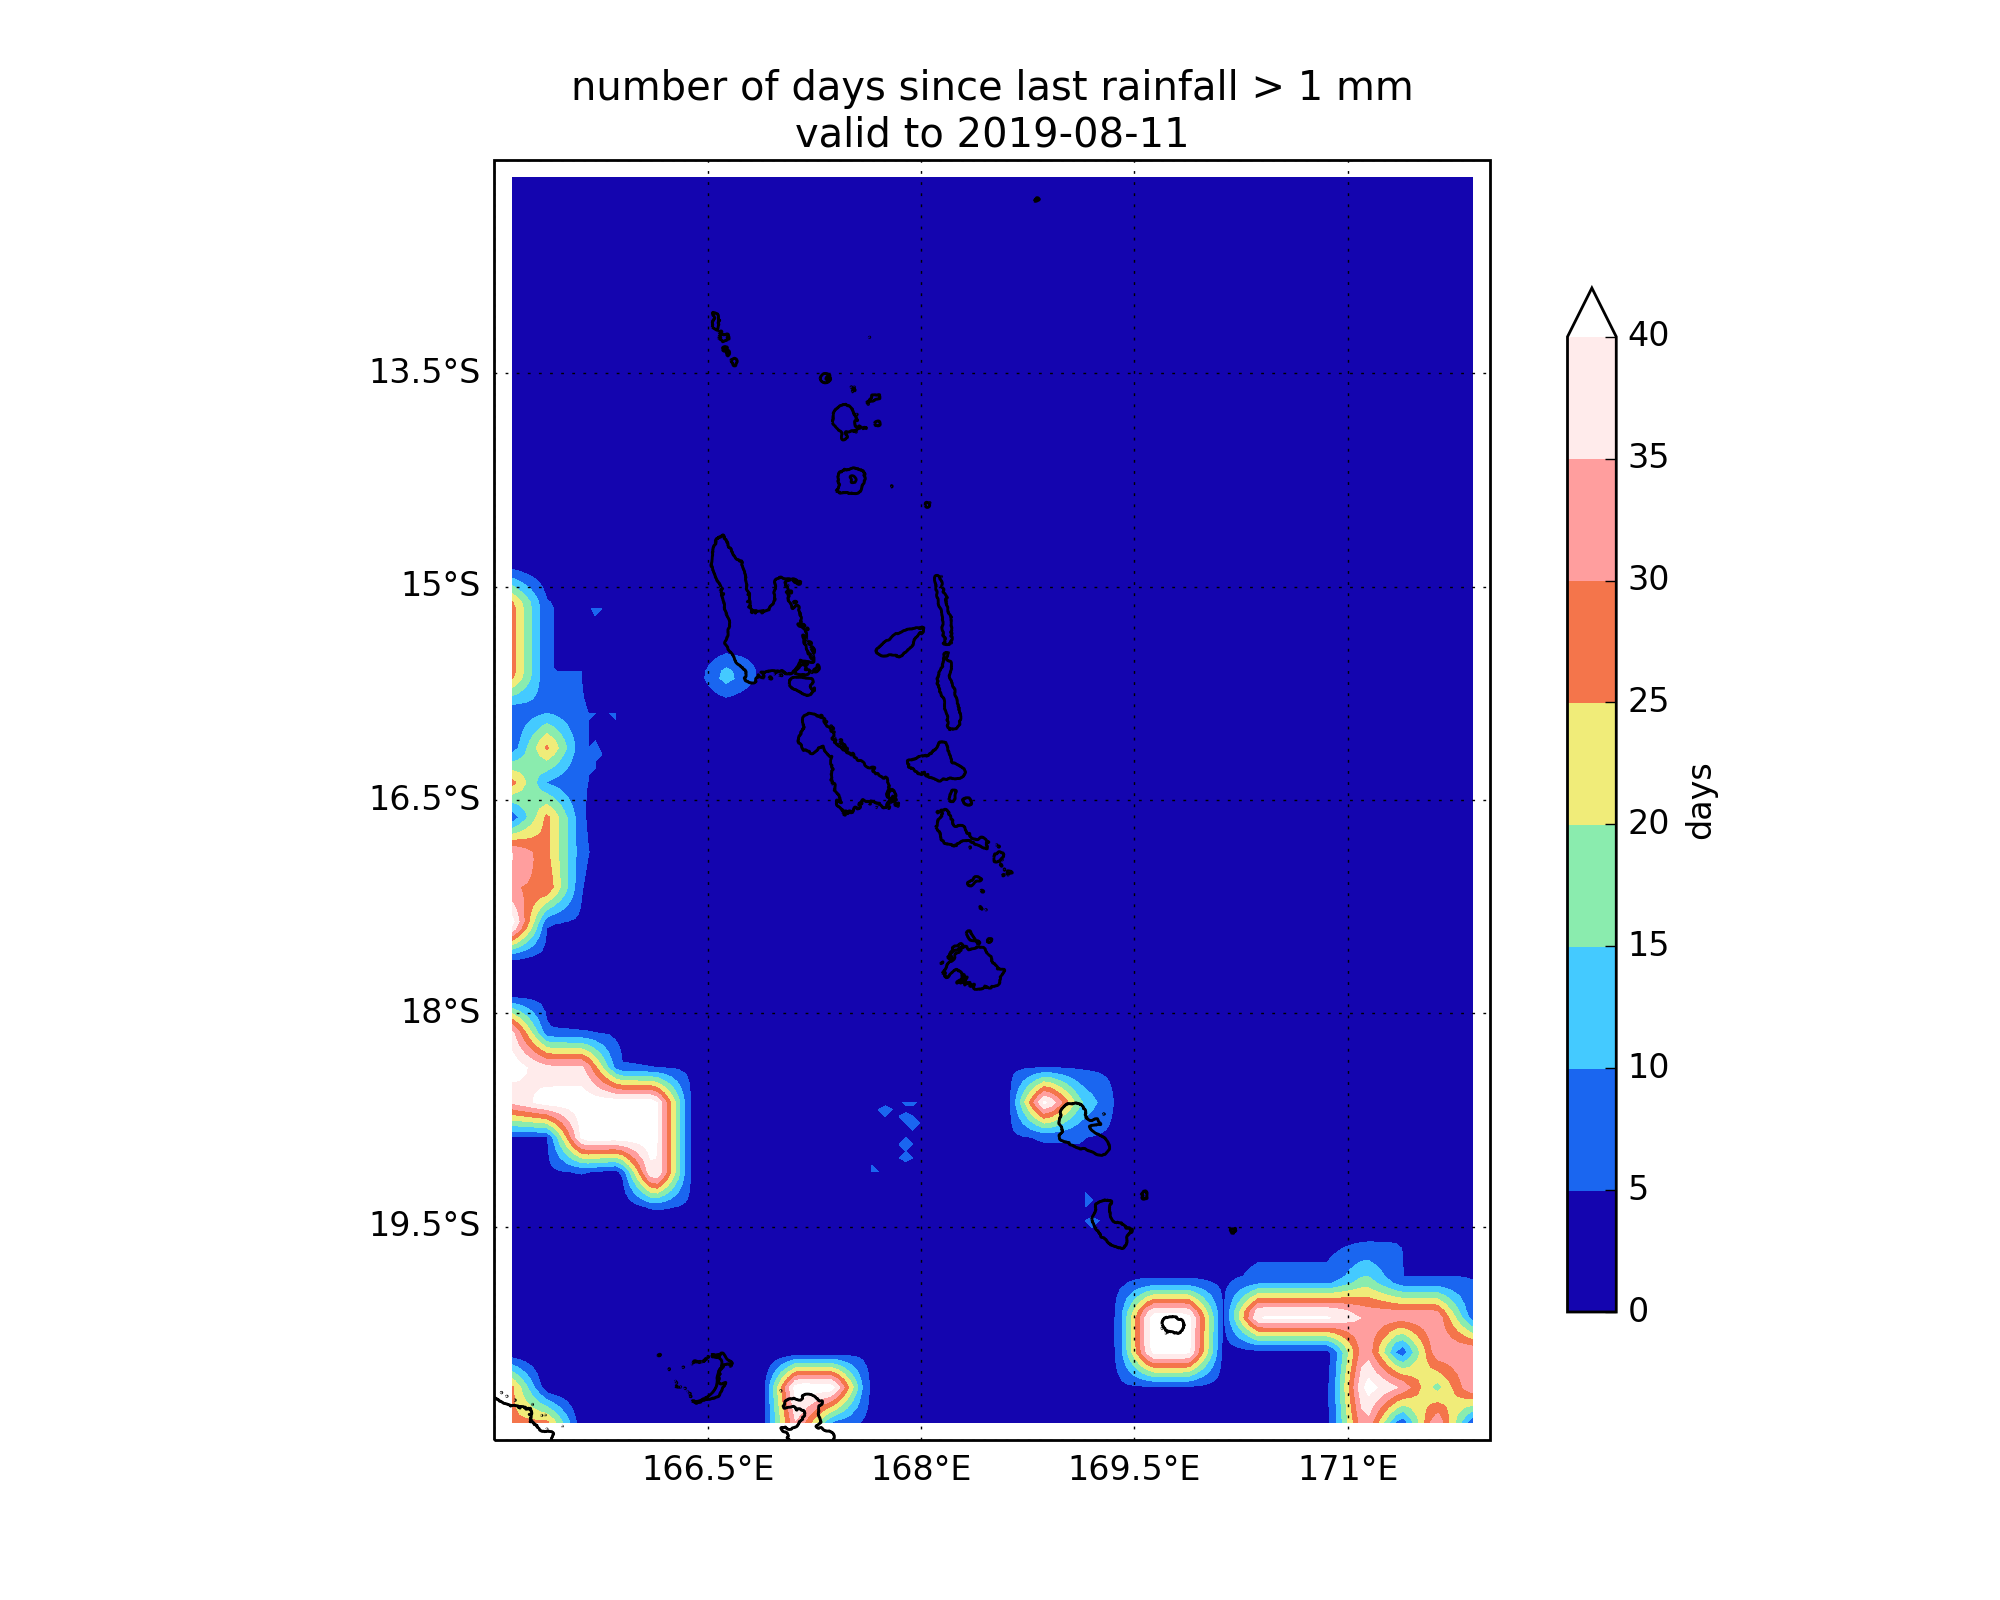 number of days since last rainfall > 1 mm
valid to 2019-08-11
13.5°S
15°S
16.5°S
18°S
19.5°S
166.5°E
168°E
169.5°E
171°E
40
35
30
25
20
15
10
5
0
days